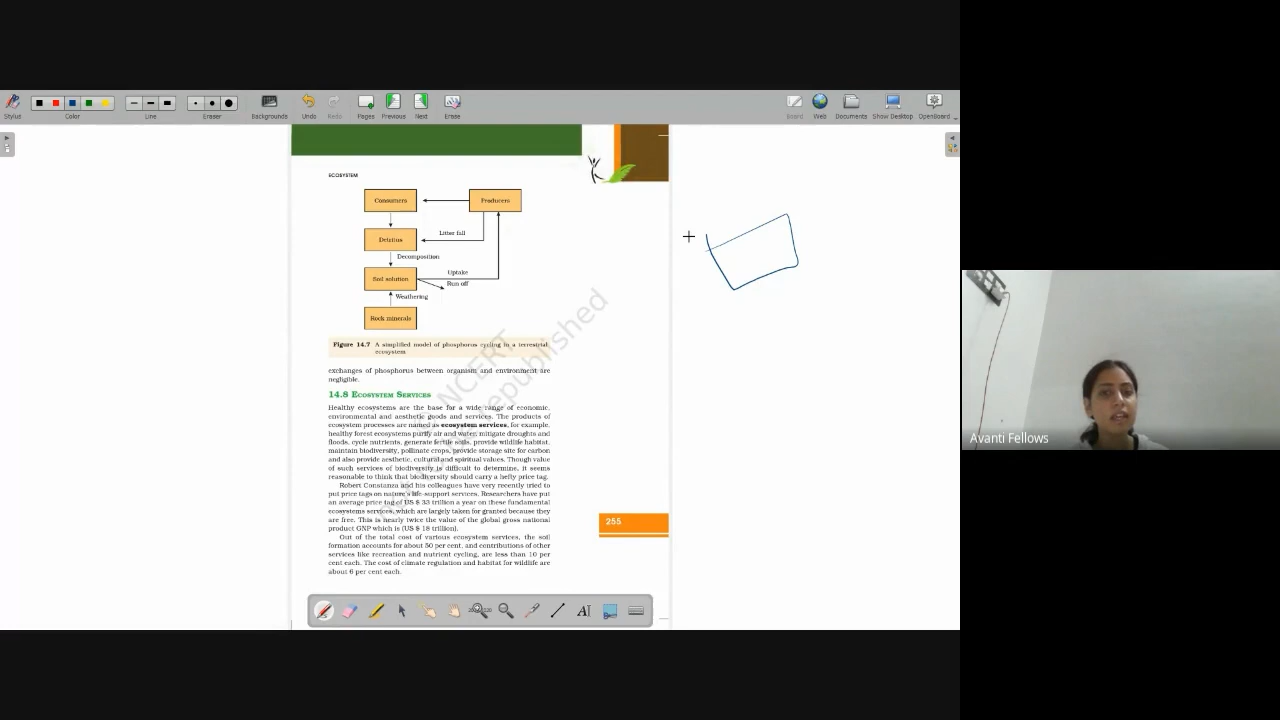 Stylus
Color
Line
Eraser
Backgrounds
Undo
Redo
Pages
Previous
Next
Erase
Board
Web
Documents
Show Desktop
OpenBoard
ECOSYSTEM
Consumers
Producers
Litter fall
Detritus
Decomposition
Soil solution
Uptake
Run off
Weathering
Rock minerals
Figure 14.7 A simplified model of phosphorus cycling in a terrestrial
ecosystem
exchanges of phosphorus between organism and environment are
negligible.
14.8 ECOSYSTEM SERVICES
Healthy ecosystems are the base for a wide range of economic,
environmental and aesthetic goods and services. The products of
ecosystem processes are named as ecosystem services, for example,
healthy forest ecosystems purify air and water, mitigate droughts and
floods, cycle nutrients, generate fertile soils, provide wildlife habitat,
maintain biodiversity, pollinate crops, provide storage site for carbon
and also provide aesthetic, cultural and spiritual values. Though value
of such services of biodiversity is difficult to determine, it seems
reasonable to think that biodiversity should carry a hefty price tag.
Robert Constanza and his colleagues have very recently tried to
put price tags on nature's life-support services. Researchers have put
an average price tag of US $ 33 trillion a year on these fundamental
ecosystems services, which are largely taken for granted because they
are free. This is nearly twice the value of the global gross national
product GNP which is (US $ 18 trillion).
Out of the total cost of various ecosystem services, the soil
formation accounts for about 50 per cent, and contributions of other
services like recreation and nutrient cycling, are less than 10 per
cent each. The cost of climate regulation and habitat for wildlife are
about 6 per cent each.
255
NCERT
republished
Avanti Fellows